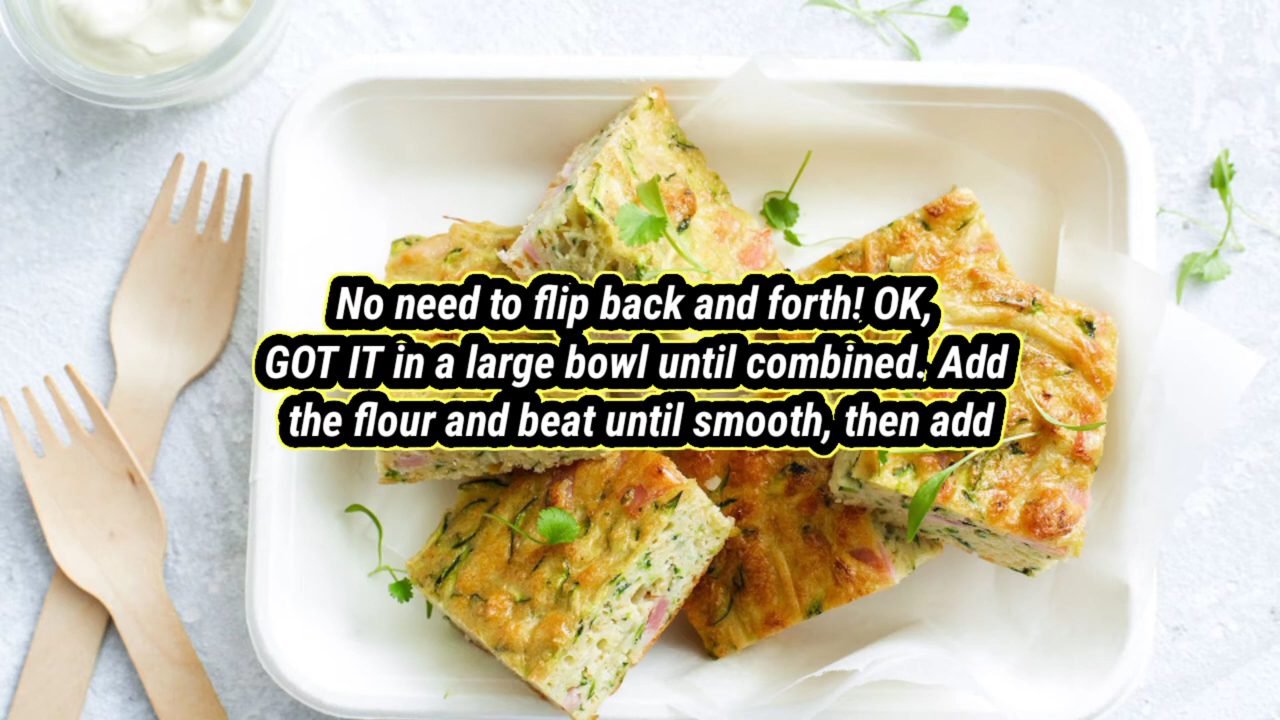 No need to flip back and forth! OK,
GOT IT in a large bowl until combined. Add
the flour and beat until smooth, then add